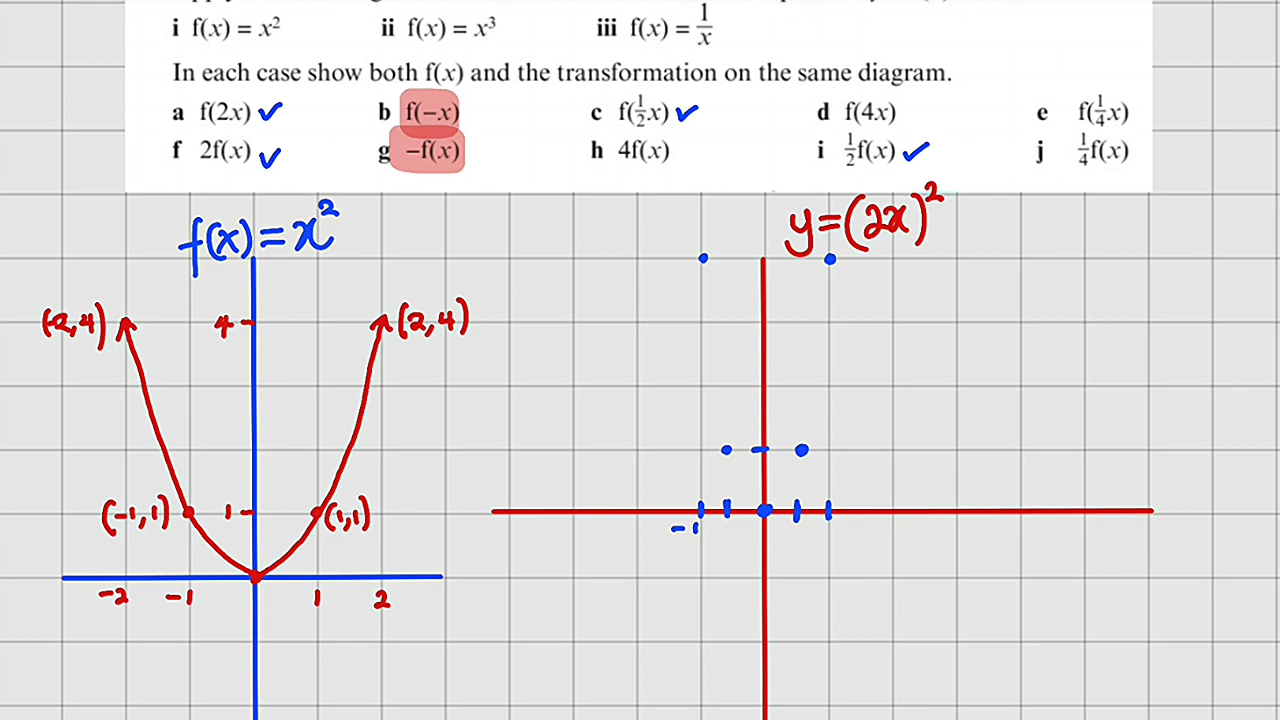 i f(x) = x² ii f(x) = x³ iii f(x) = 1/x
In each case show both f(x) and the transformation on the same diagram.
a f(2x) ✓ b f(−x) c f(½x) ✓ d f(4x) e f(¼x)
f 2f(x) ✓ g −f(x) h 4f(x) i ½f(x) ✓ j ¼f(x)
f(x)=x²
y=(2x)²
(-2,4) 4 (2,4)
(-1,1) 1 (1,1)
-1
-2 -1 1 2